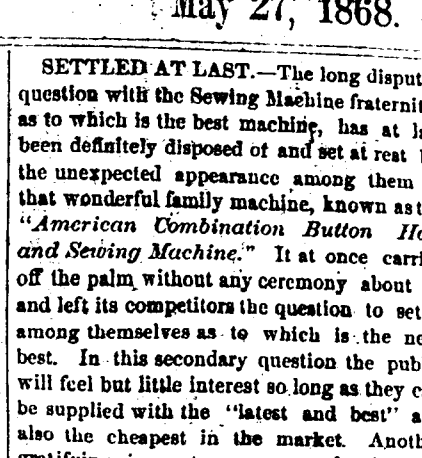 May 27, 1868.
SETTLED AT LAST.—The long disput
question with the Sewing Machine fraternit
as to which is the best machine, has at l
been definitely disposed of and set at rest
the unexpected appearance among them
that wonderful family machine, known as t
"American Combination Button Ho
and Sewing Machine." It at once carri
off the palm without any ceremony about
and left its competitors the question to set
among themselves as to which is the ne
best. In this secondary question the pub
will feel but little interest so long as they c
be supplied with the "latest and best" a
also the cheapest in the market. Anoth